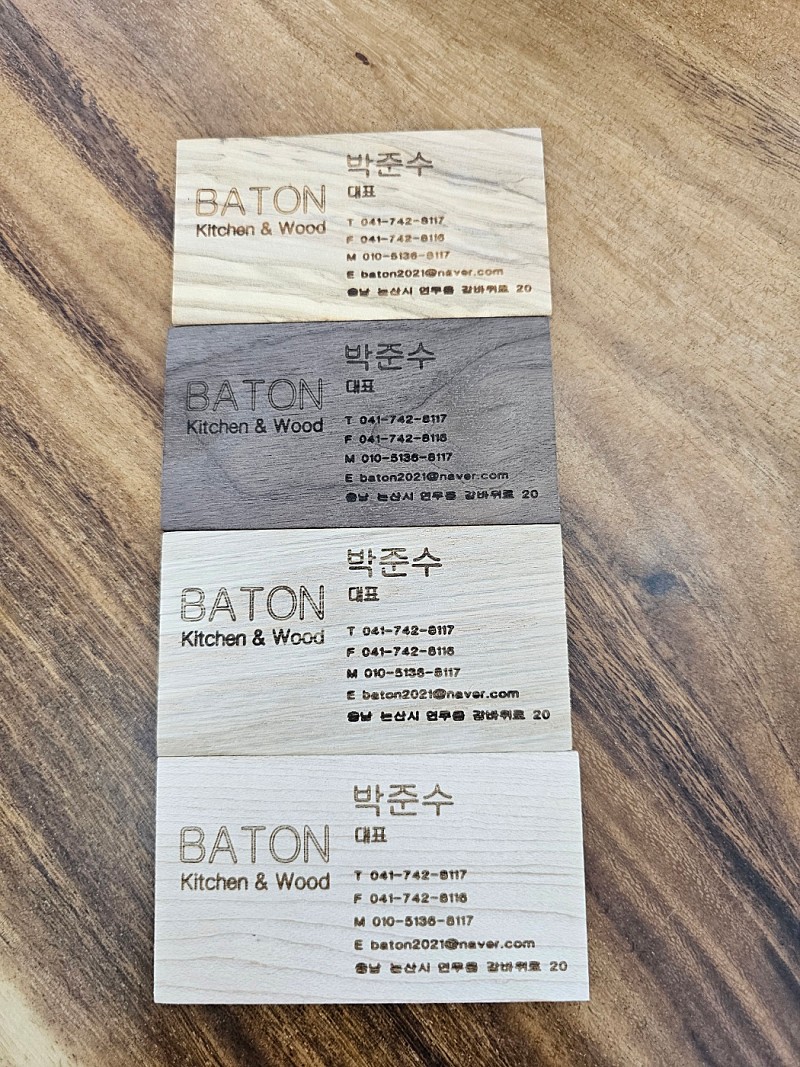 BATON
Kitchen & Wood
박준수
대표
T 041-742-8117
F 041-742-8116
M 010-5136-8117
E baton2021@naver.com
충남 논산시 연무읍 갈바위로 20
BATON
Kitchen & Wood
박준수
대표
T 041-742-8117
F 041-742-8116
M 010-5136-8117
E baton2021@naver.com
충남 논산시 연무읍 갈바위로 20
BATON
Kitchen & Wood
박준수
대표
T 041-742-8117
F 041-742-8116
M 010-5136-8117
E baton2021@naver.com
충남 논산시 연무읍 갈바위로 20
BATON
Kitchen & Wood
박준수
대표
T 041-742-8117
F 041-742-8116
M 010-5136-8117
E baton2021@naver.com
충남 논산시 연무읍 갈바위로 20